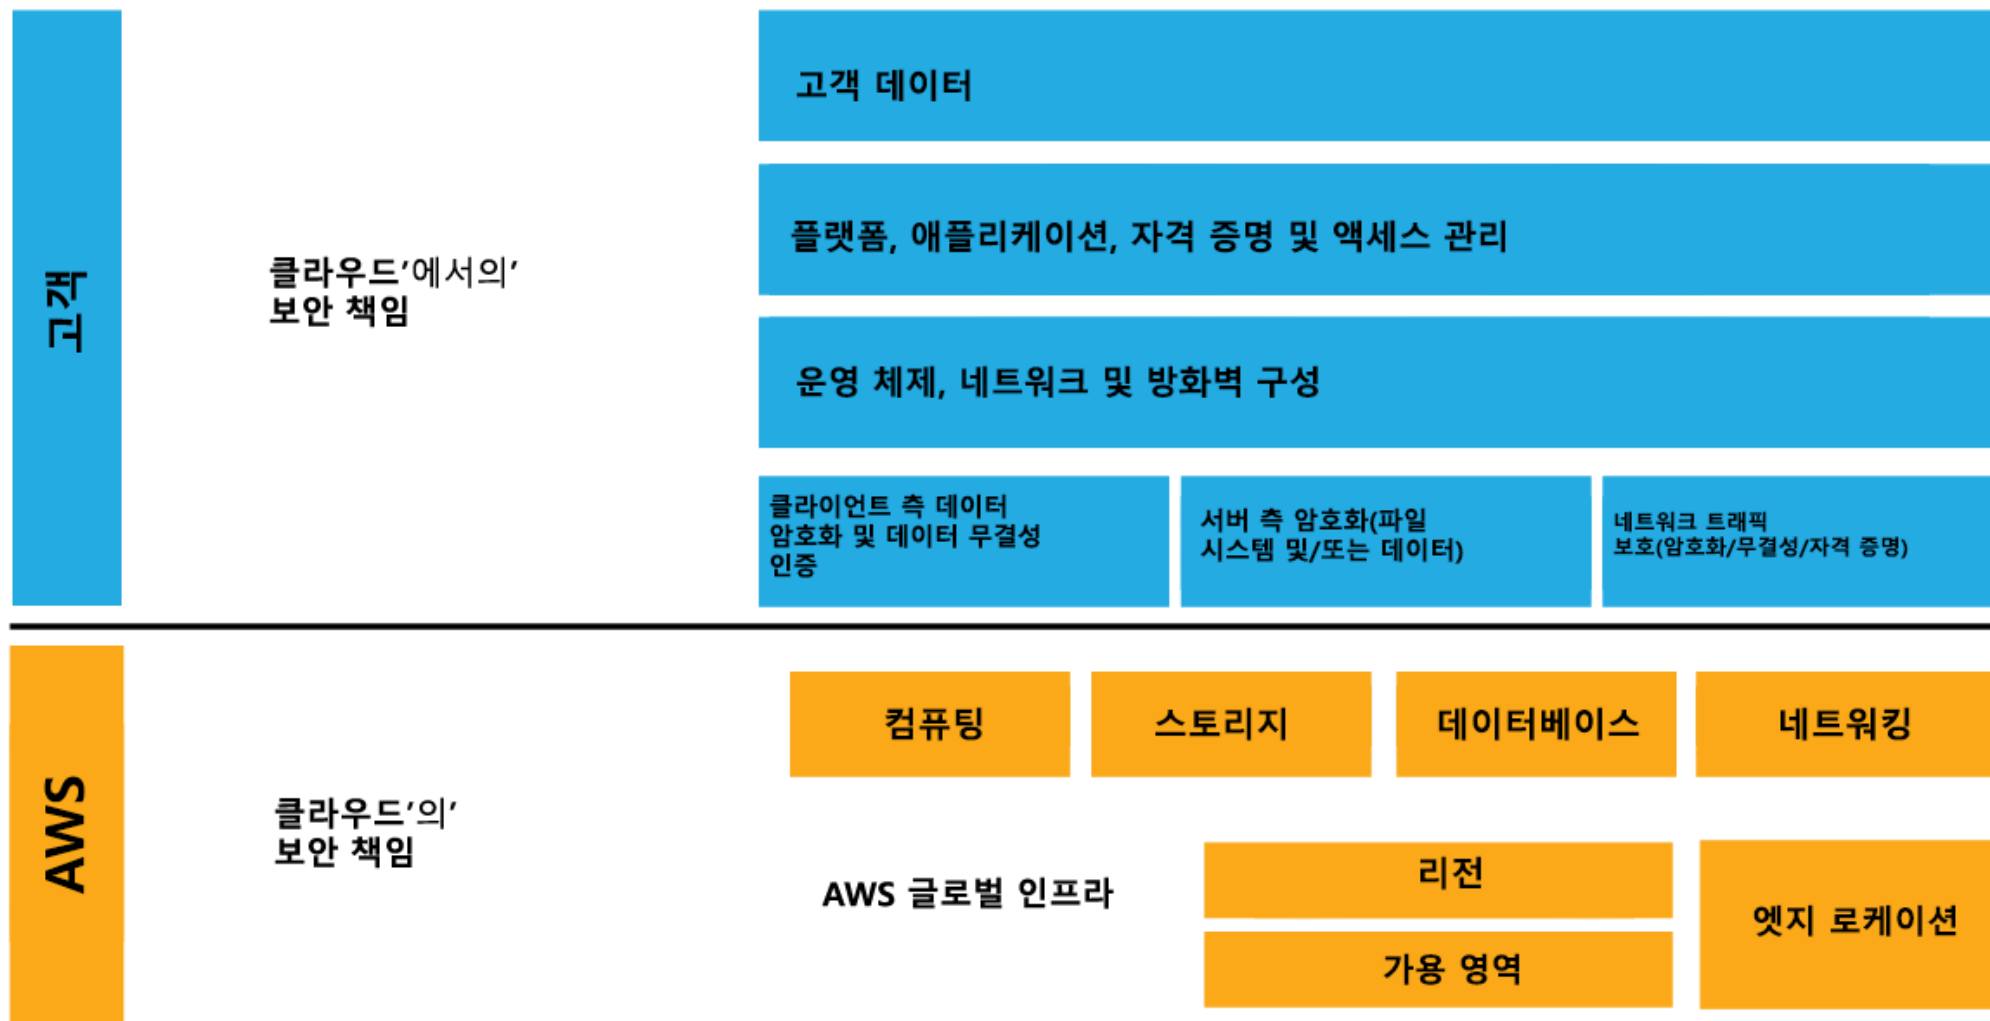 고객
클라우드’에서의’
보안 책임
고객 데이터
플랫폼, 애플리케이션, 자격 증명 및 액세스 관리
운영 체제, 네트워크 및 방화벽 구성
클라이언트 측 데이터
암호화 및 데이터 무결성
인증
서버 측 암호화(파일
시스템 및/또는 데이터)
네트워크 트래픽
보호(암호화/무결성/자격 증명)
AWS
클라우드’의’
보안 책임
컴퓨팅
스토리지
데이터베이스
네트워킹
AWS 글로벌 인프라
리전
가용 영역
엣지 로케이션